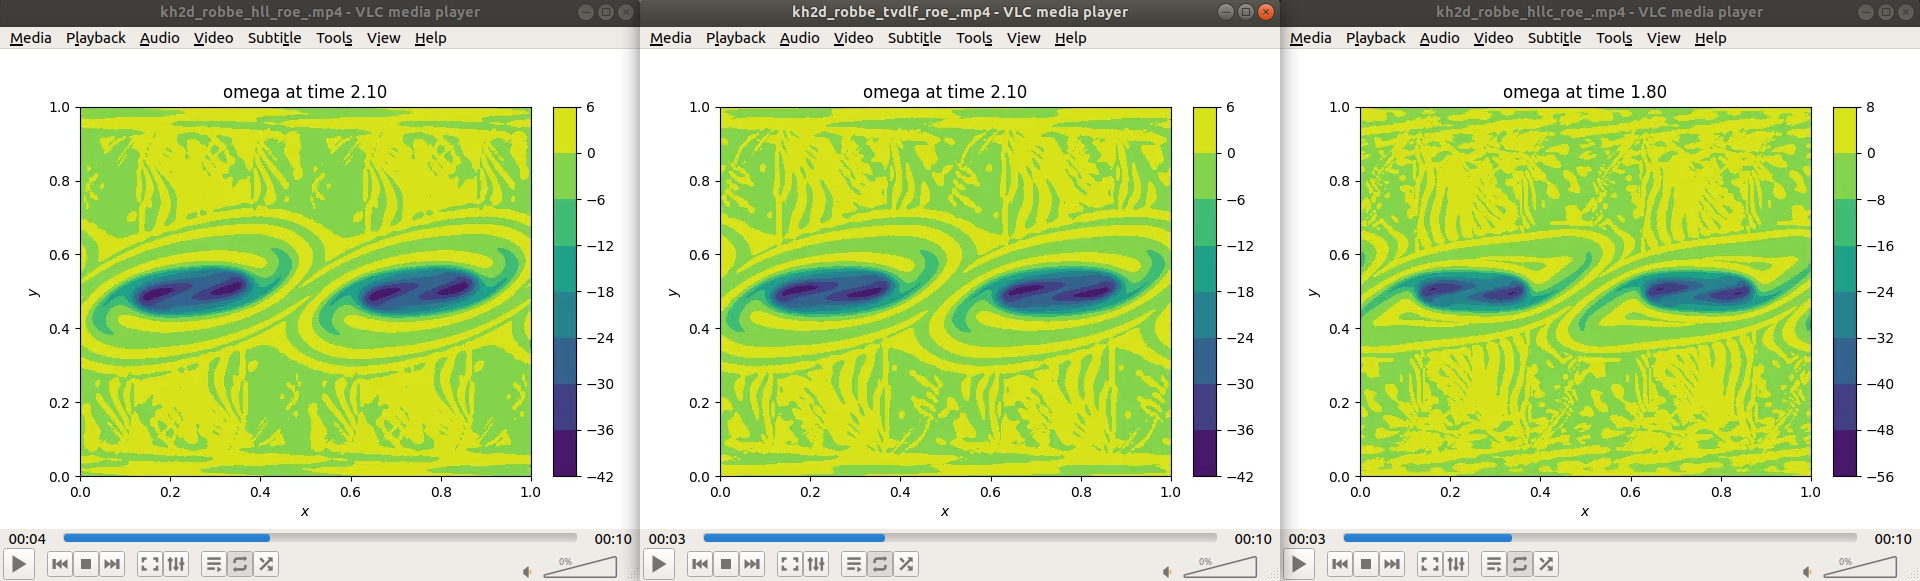 kh2d_robbe_hll_roe_.mp4 - VLC media player
Media Playback Audio Video Subtitle Tools View Help
omega at time 2.10
1.0
0.8
0.6
0.4
0.2
0.0
y
0.0 0.2 0.4 0.6 0.8 1.0
x
6
0
−6
−12
−18
−24
−30
−36
−42
00:04 00:10
0%
kh2d_robbe_tvdlf_roe_.mp4 - VLC media player
Media Playback Audio Video Subtitle Tools View Help
omega at time 2.10
1.0
0.8
0.6
0.4
0.2
0.0
y
0.0 0.2 0.4 0.6 0.8 1.0
x
6
0
−6
−12
−18
−24
−30
−36
−42
00:03 00:10
0%
kh2d_robbe_hllc_roe_.mp4 - VLC media player
Media Playback Audio Video Subtitle Tools View Help
omega at time 1.80
1.0
0.8
0.6
0.4
0.2
0.0
y
0.0 0.2 0.4 0.6 0.8 1.0
x
8
0
−8
−16
−24
−32
−40
−48
−56
00:03 00:10
0%